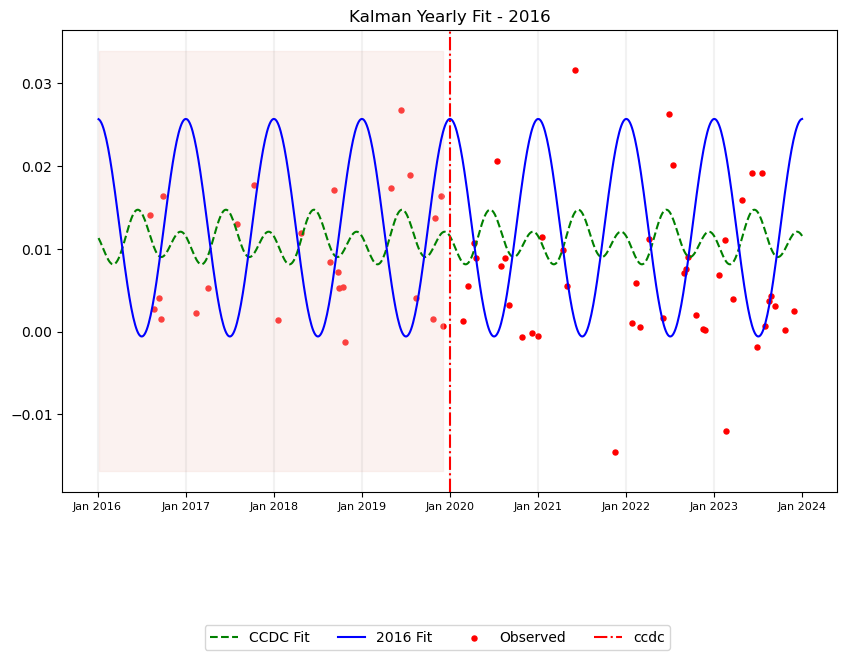 Kalman Yearly Fit - 2016
0.03
0.02
0.01
0.00
−0.01
Jan 2016 Jan 2017 Jan 2018 Jan 2019 Jan 2020 Jan 2021 Jan 2022 Jan 2023 Jan 2024
CCDC Fit 2016 Fit Observed ccdc